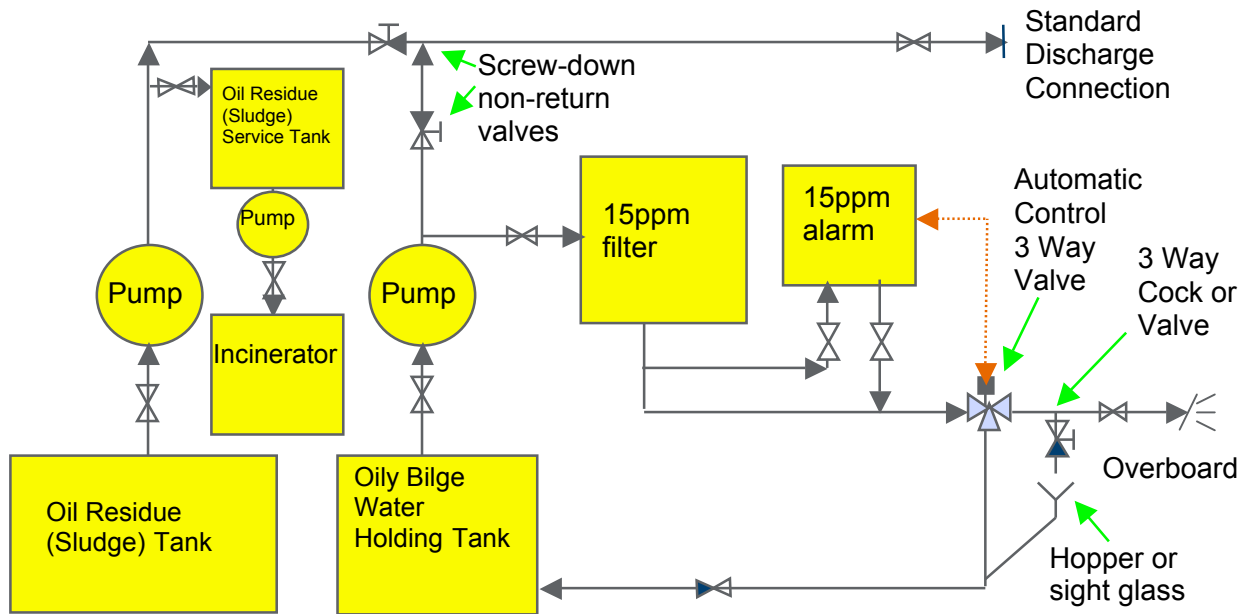 Standard
Discharge
Connection
Screw-down
non-return
valves
Oil Residue
(Sludge)
Service Tank
Pump
Incinerator
Pump
Pump
15ppm
filter
15ppm
alarm
Automatic
Control
3 Way
Valve
3 Way
Cock or
Valve
Overboard
Hopper or
sight glass
Oil Residue
(Sludge) Tank
Oily Bilge
Water
Holding Tank